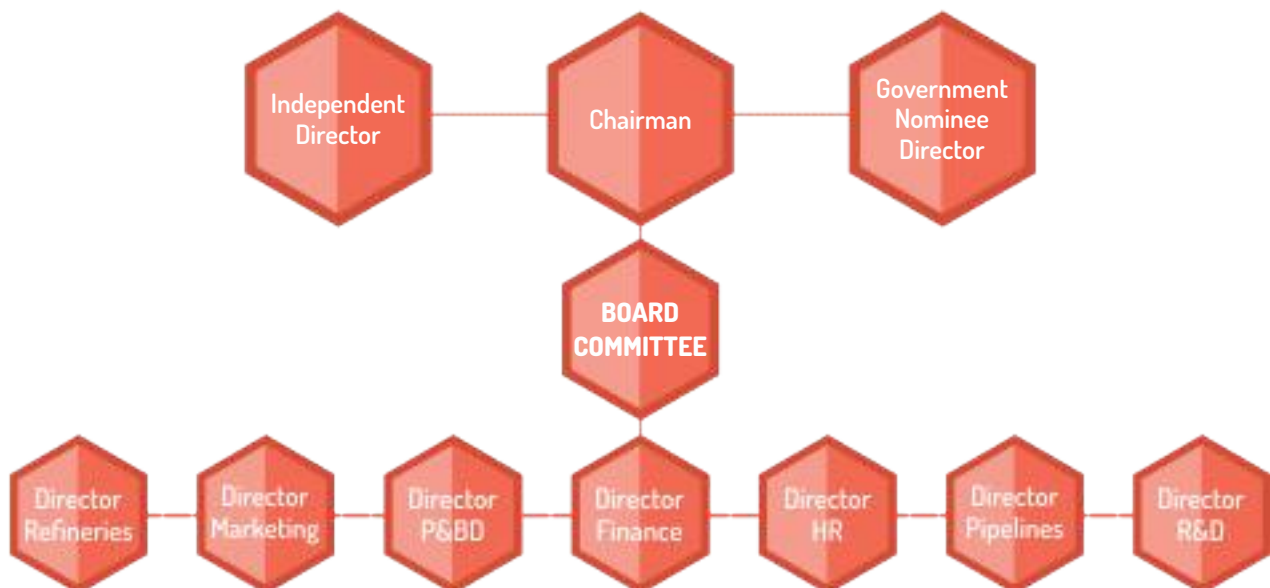 Independent
Director
Chairman
Government
Nominee
Director
BOARD
COMMITTEE
Director
Refineries
Director
Marketing
Director
P&BD
Director
Finance
Director
HR
Director
Pipelines
Director
R&D